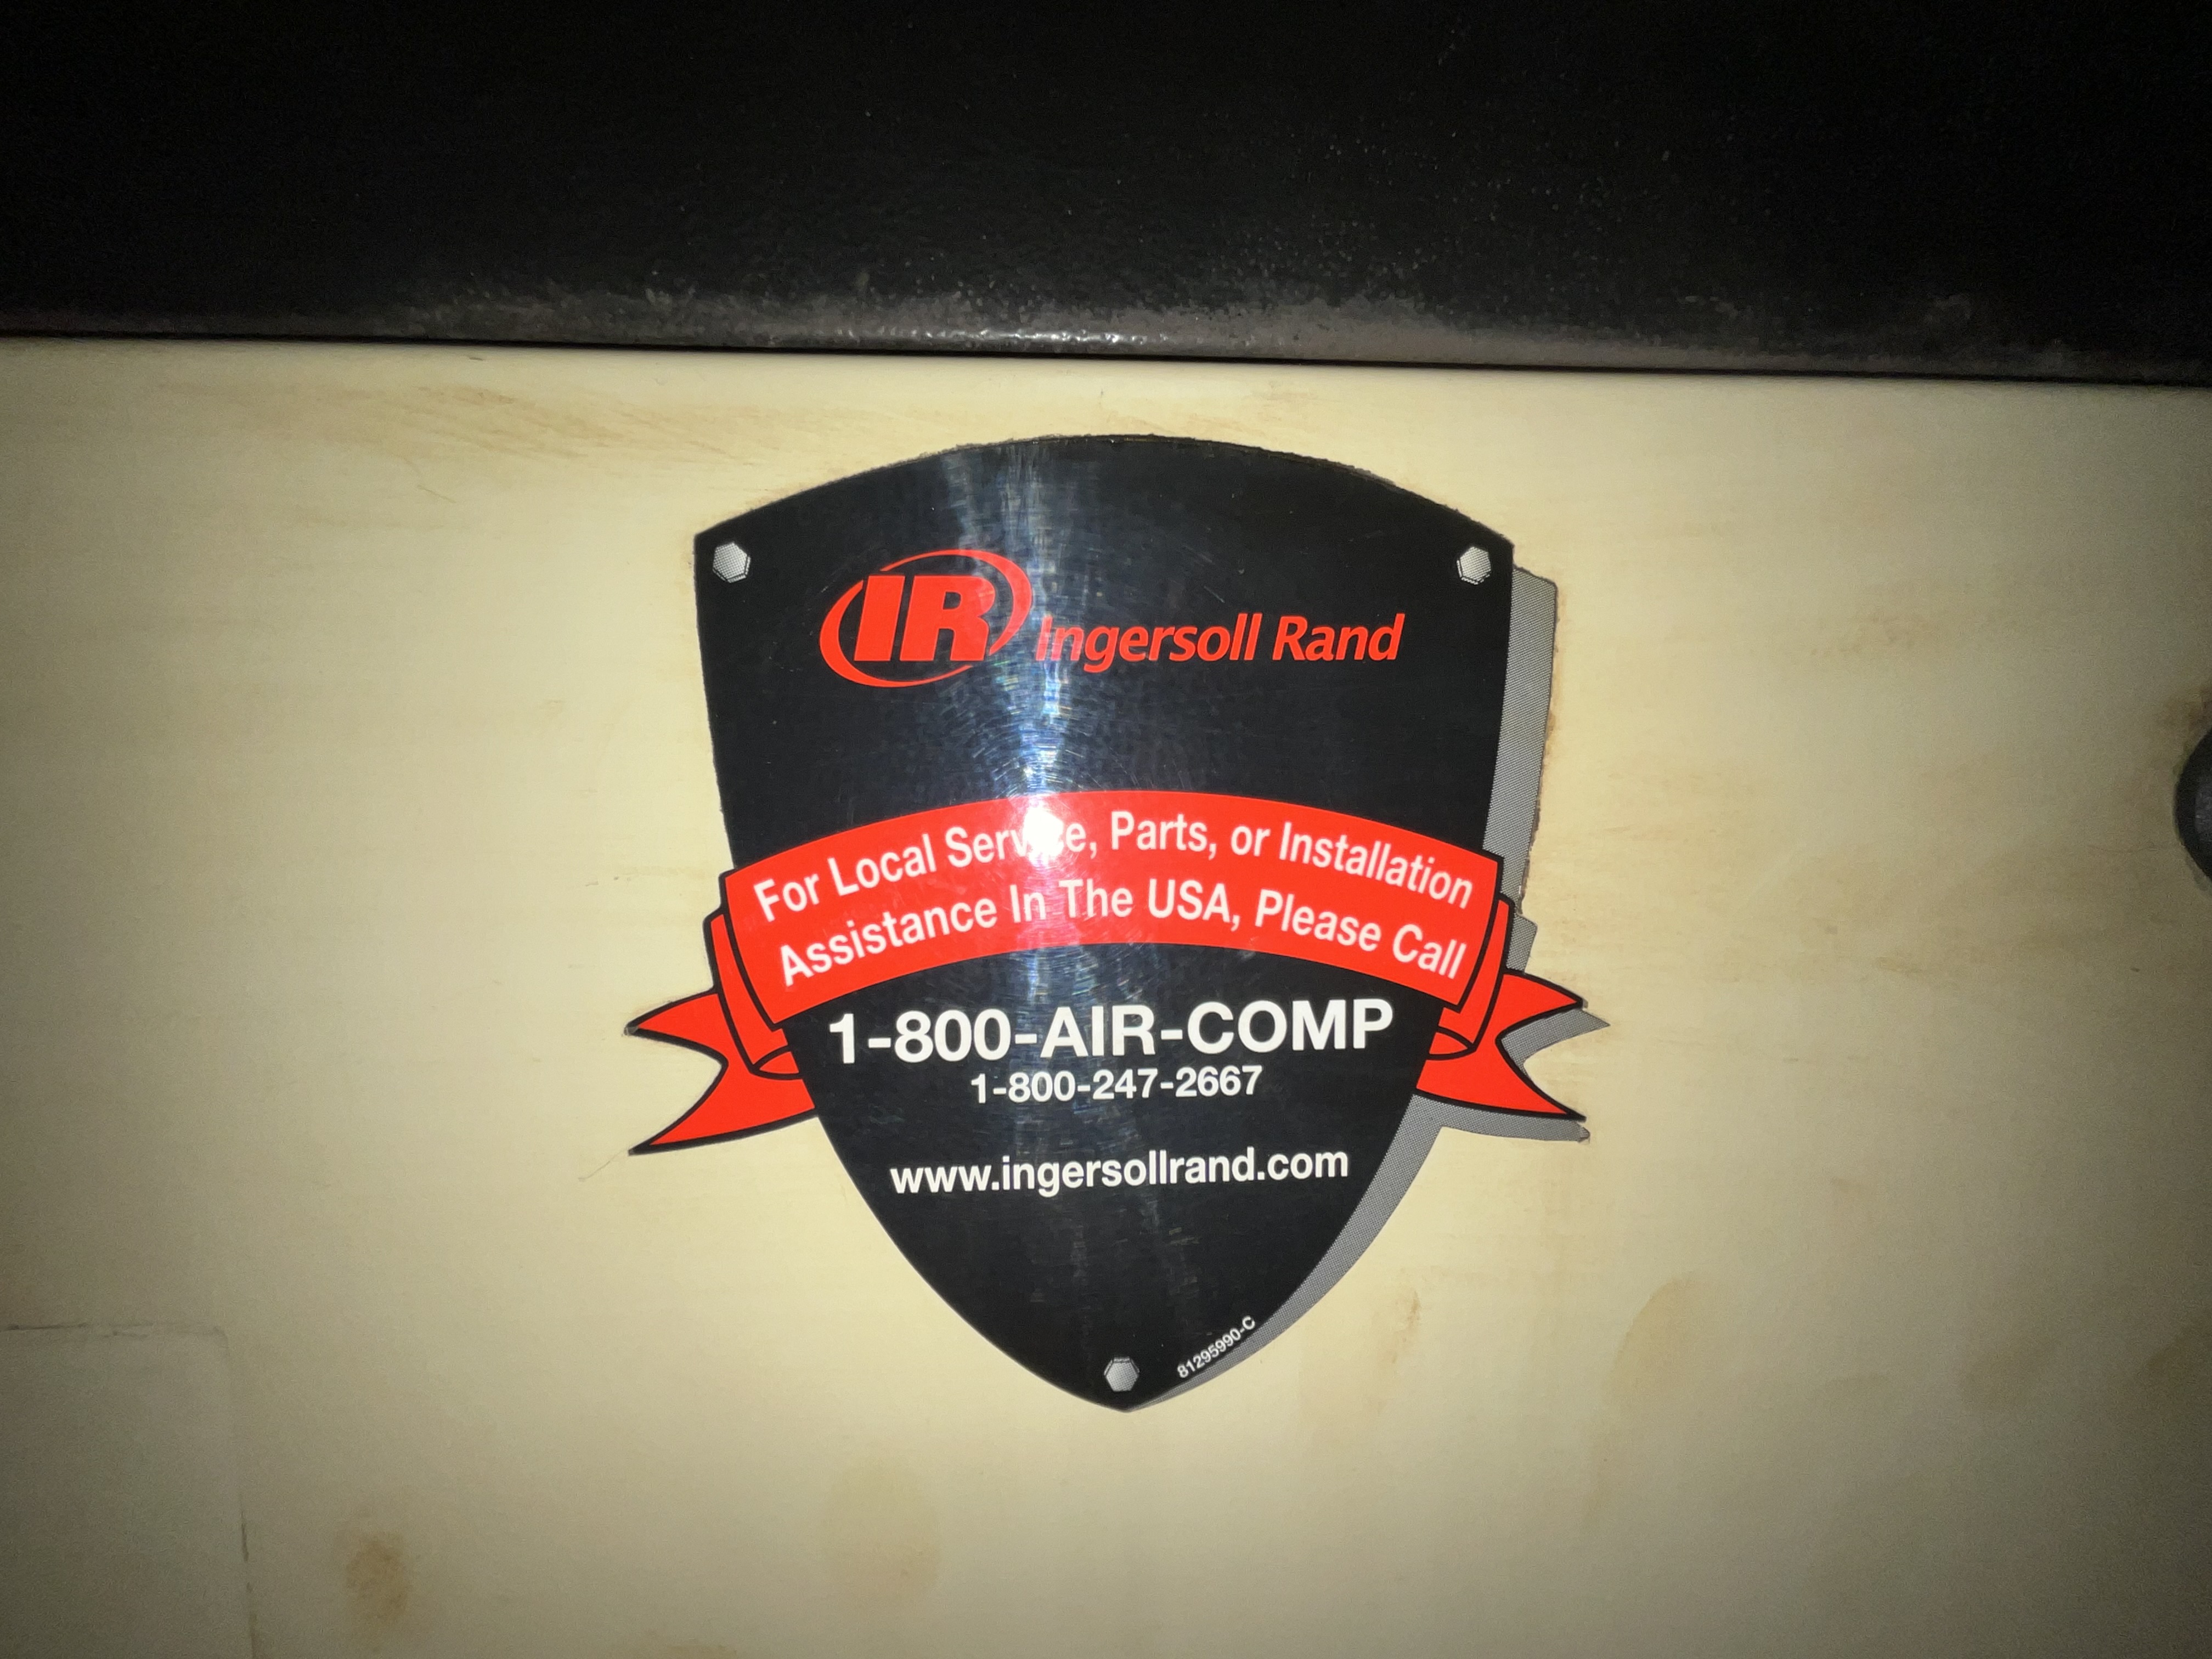 IR Ingersoll Rand
For Local Service, Parts, or Installation
Assistance In The USA, Please Call
1-800-AIR-COMP
1-800-247-2667
www.ingersollrand.com
81295990-C